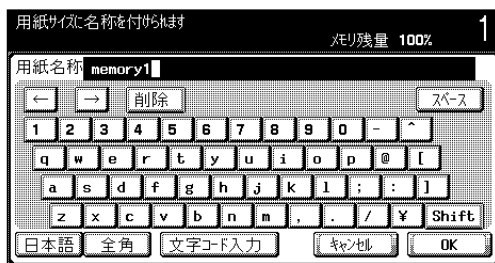 用紙サイズに名称を付けられます
メモリ残量 100% 1
用紙名称 memory1
← → 削除 スペース
1 2 3 4 5 6 7 8 9 0 - ^
q w e r t y u i o p @ [
a s d f g h j k l ; : ]
z x c v b n m , . / ¥ Shift
日本語 全角 文字コード入力 キャンセル OK